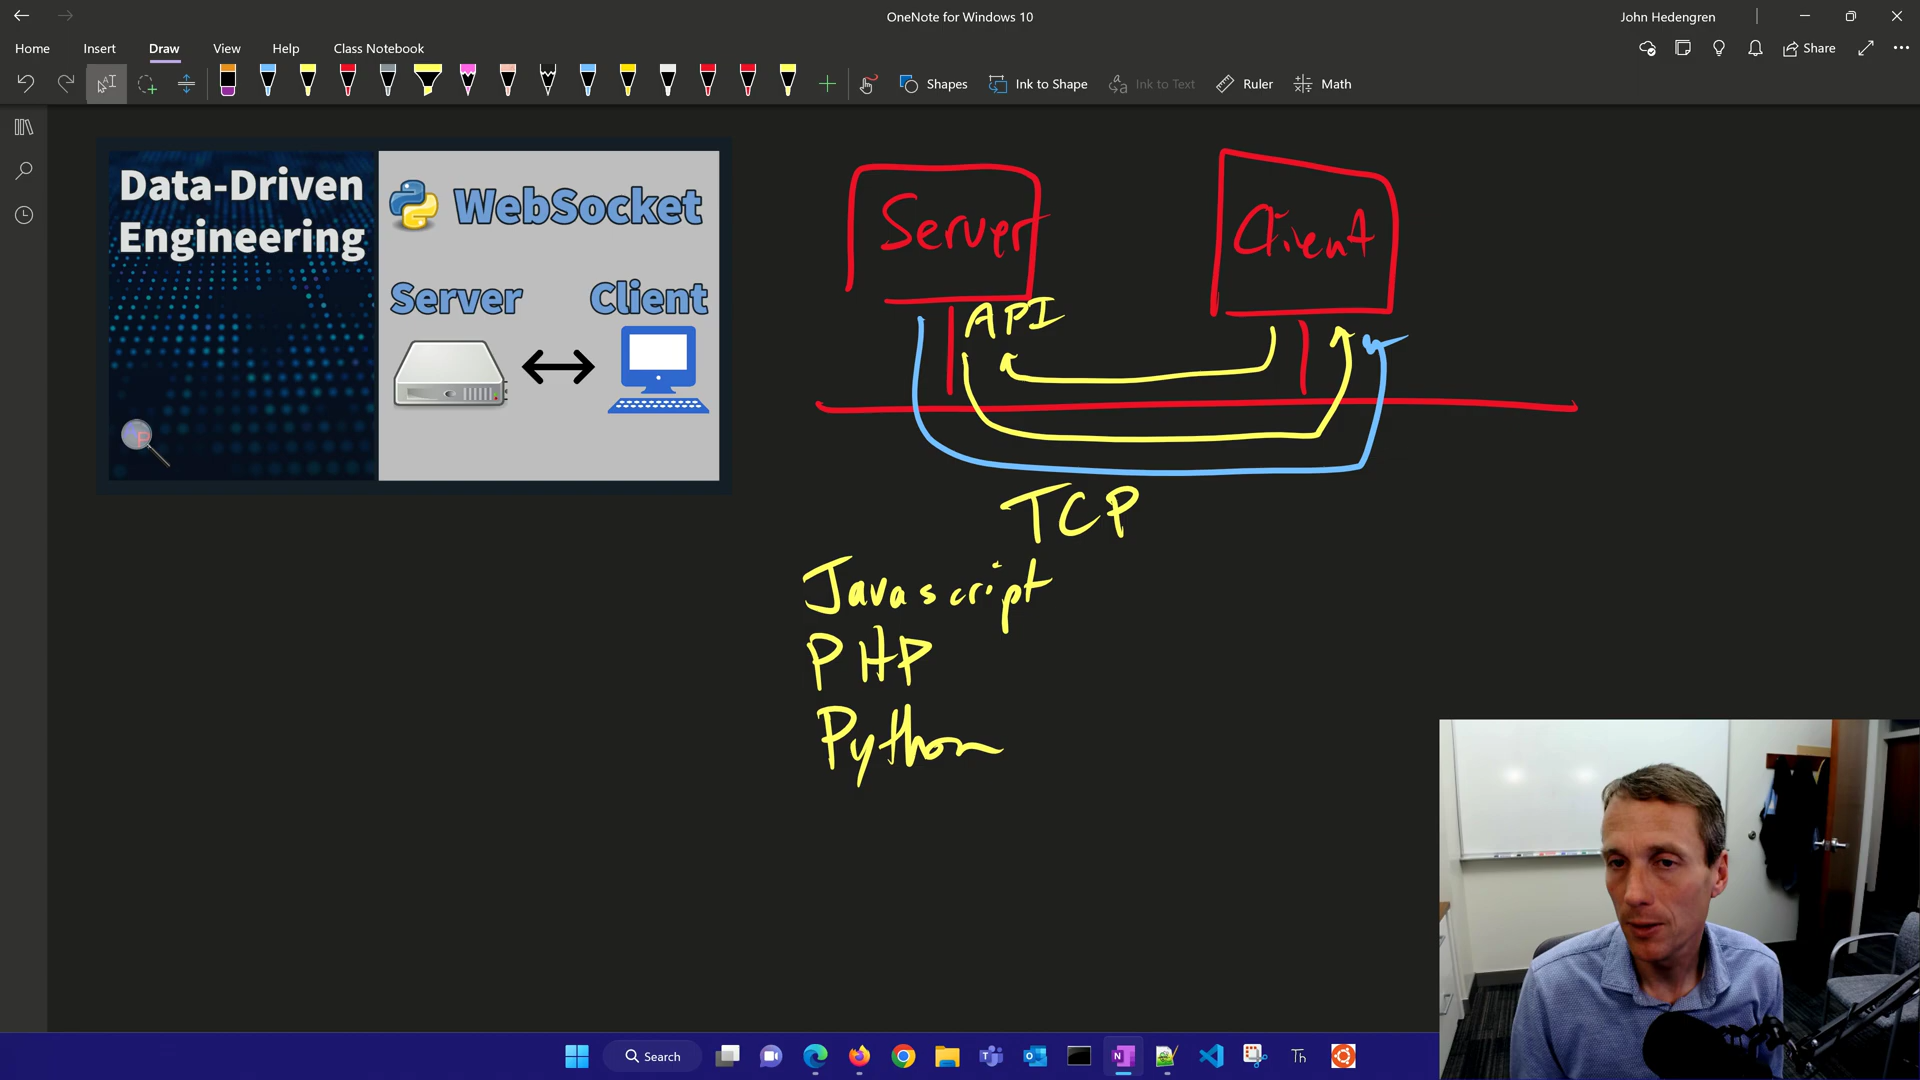 OneNote for Windows 10
John Hedengren
Home Insert Draw View Help Class Notebook
Share
Shapes Ink to Shape Ink to Text Ruler Math
Data-Driven
Engineering
WebSocket
Server Client
Server
Client
API
TCP
Javascript
PHP
Python
Search
Th